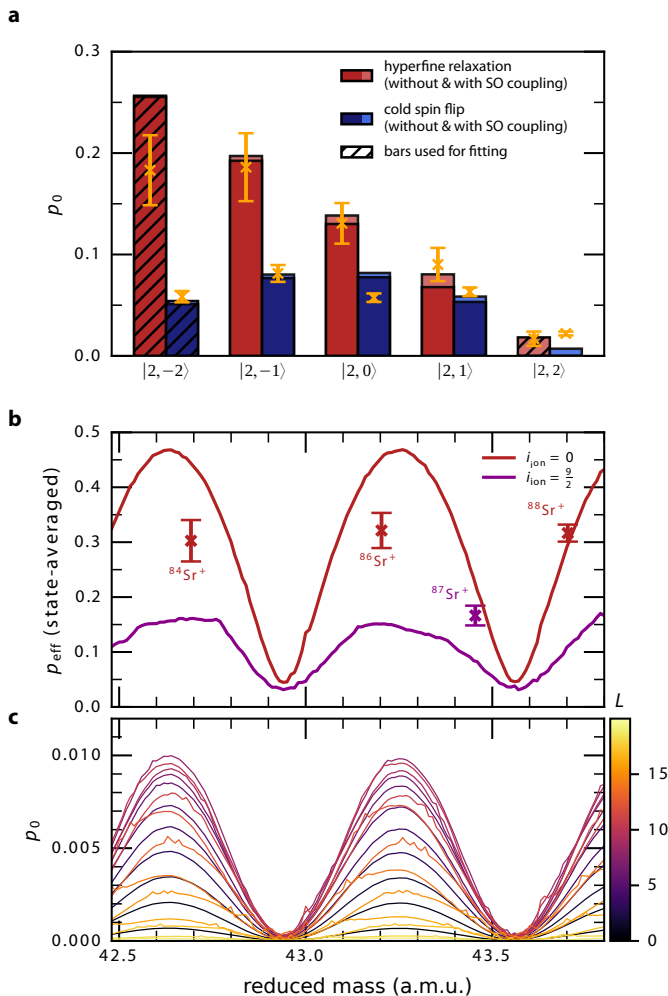 a
p₀
0.3
0.2
0.1
0.0
hyperfine relaxation
(without & with SO coupling)
cold spin flip
(without & with SO coupling)
bars used for fitting
|2, −2⟩ |2, −1⟩ |2, 0⟩ |2, 1⟩ |2, 2⟩
b
p_eff (state-averaged)
0.5
0.4
0.3
0.2
0.1
0.0
i_ion = 0
i_ion = 9/2
⁸⁴Sr⁺
⁸⁶Sr⁺
⁸⁷Sr⁺
⁸⁸Sr⁺
c
p₀
0.010
0.005
0.000
42.5 43.0 43.5
reduced mass (a.m.u.)
L
15
10
5
0